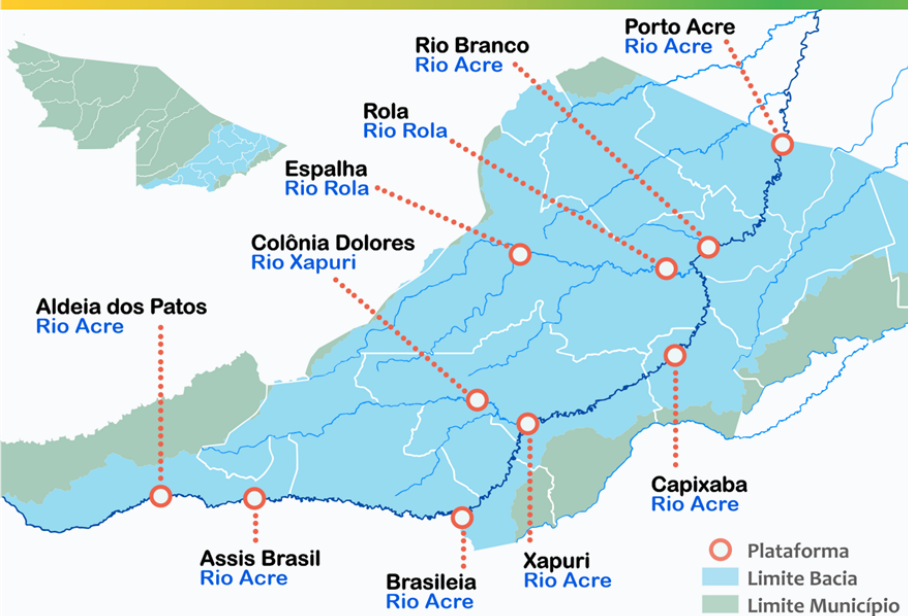 Porto Acre
Rio Acre
Rio Branco
Rio Acre
Rola
Rio Rola
Espalha
Rio Rola
Colônia Dolores
Rio Xapuri
Aldeia dos Patos
Rio Acre
Capixaba
Rio Acre
Assis Brasil
Rio Acre
Brasileia
Rio Acre
Xapuri
Rio Acre
Plataforma
Limite Bacia
Limite Município